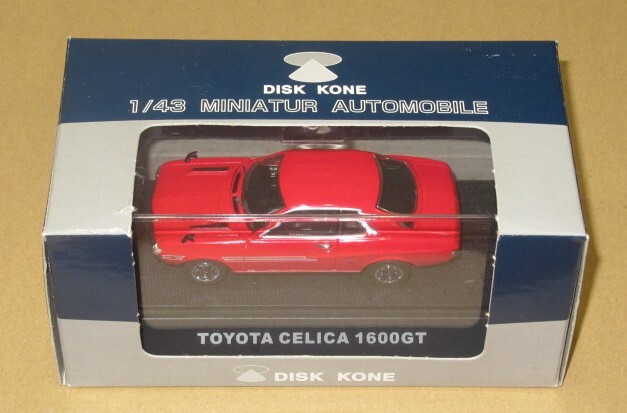 DISK KONE
1/43 MINIATUR AUTOMOBILE
TOYOTA CELICA 1600GT
DISK KONE